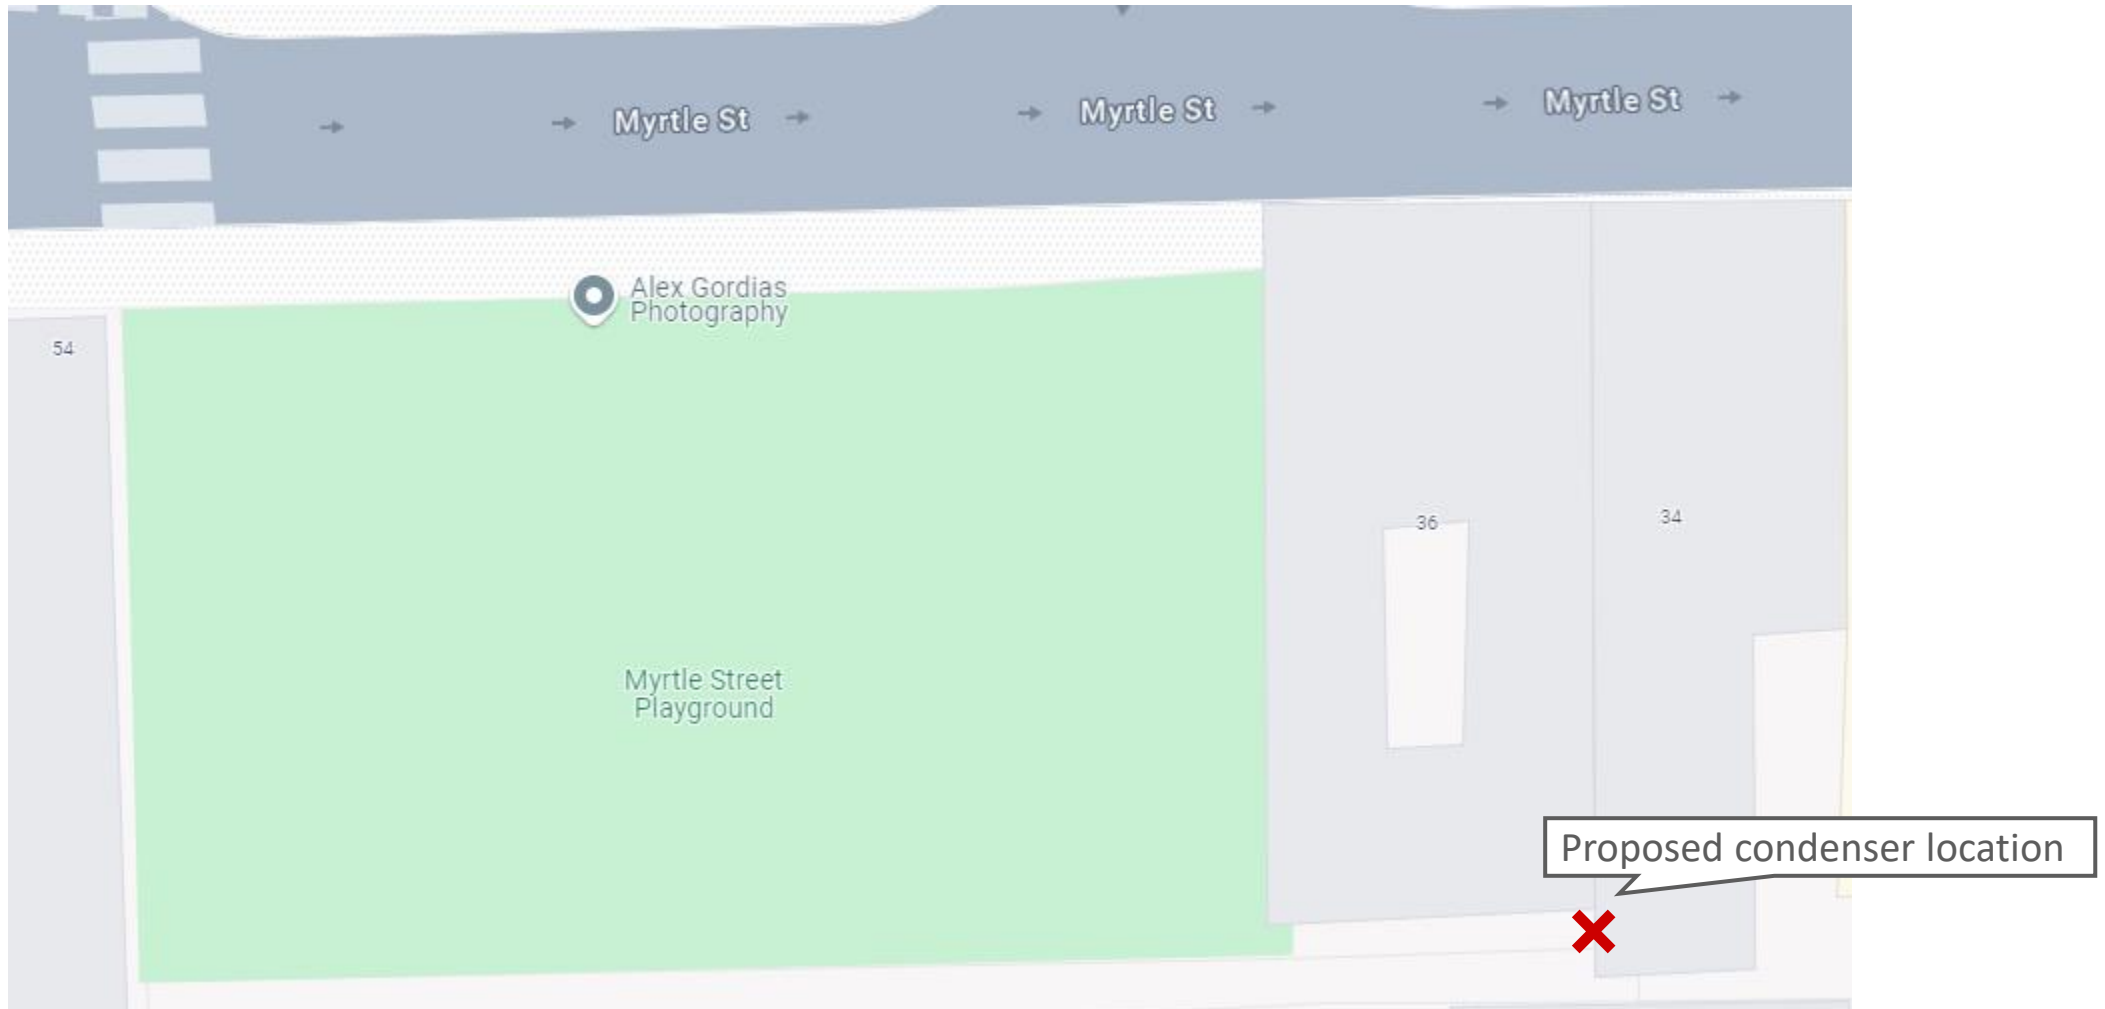 Myrtle St
Myrtle St
Myrtle St
Alex Gordias
Photography
54
36
34
Myrtle Street
Playground
Proposed condenser location